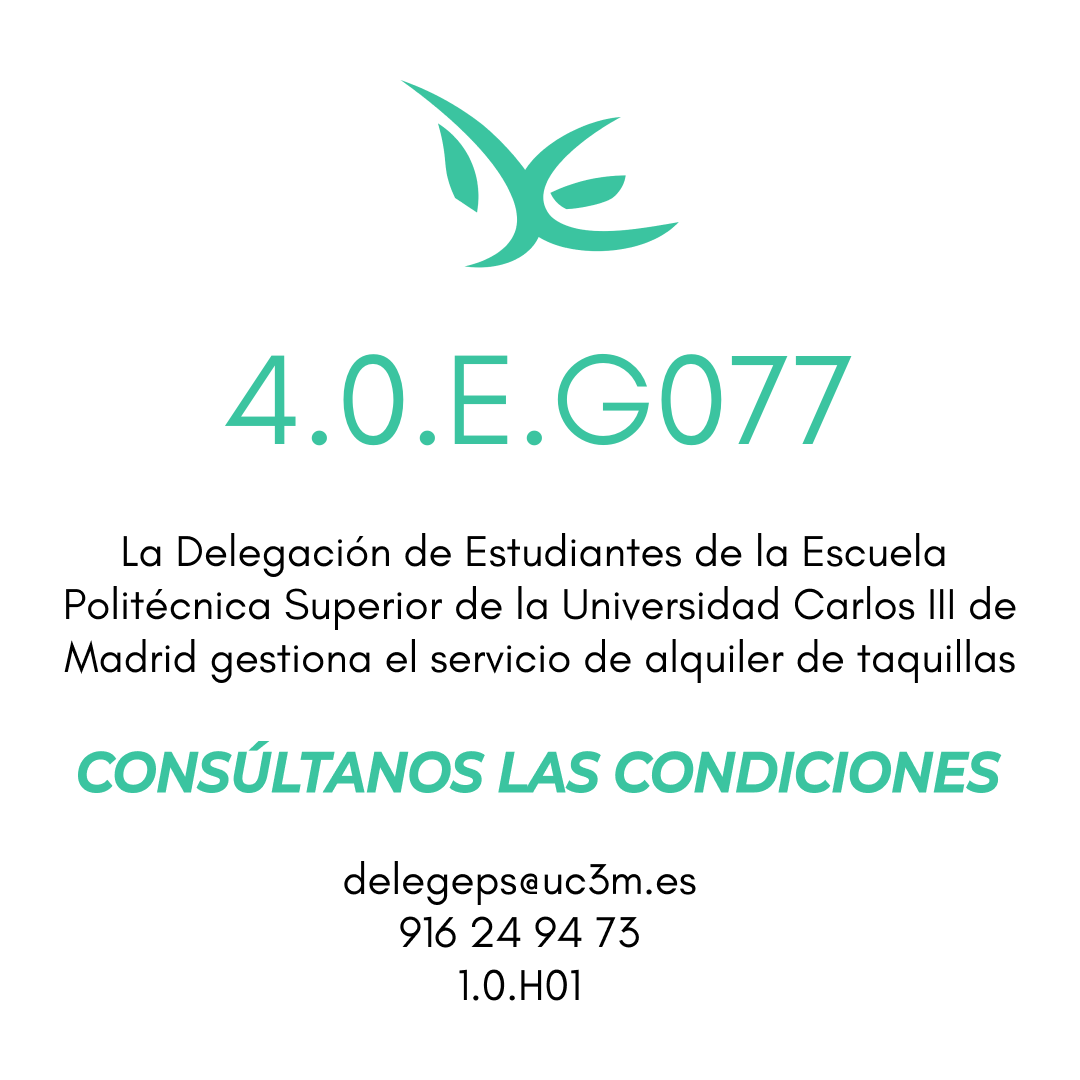 4.0.E.G077
La Delegación de Estudiantes de la Escuela
Politécnica Superior de la Universidad Carlos III de
Madrid gestiona el servicio de alquiler de taquillas
CONSÚLTANOS LAS CONDICIONES
delegeps@uc3m.es
916 24 94 73
1.0.H01